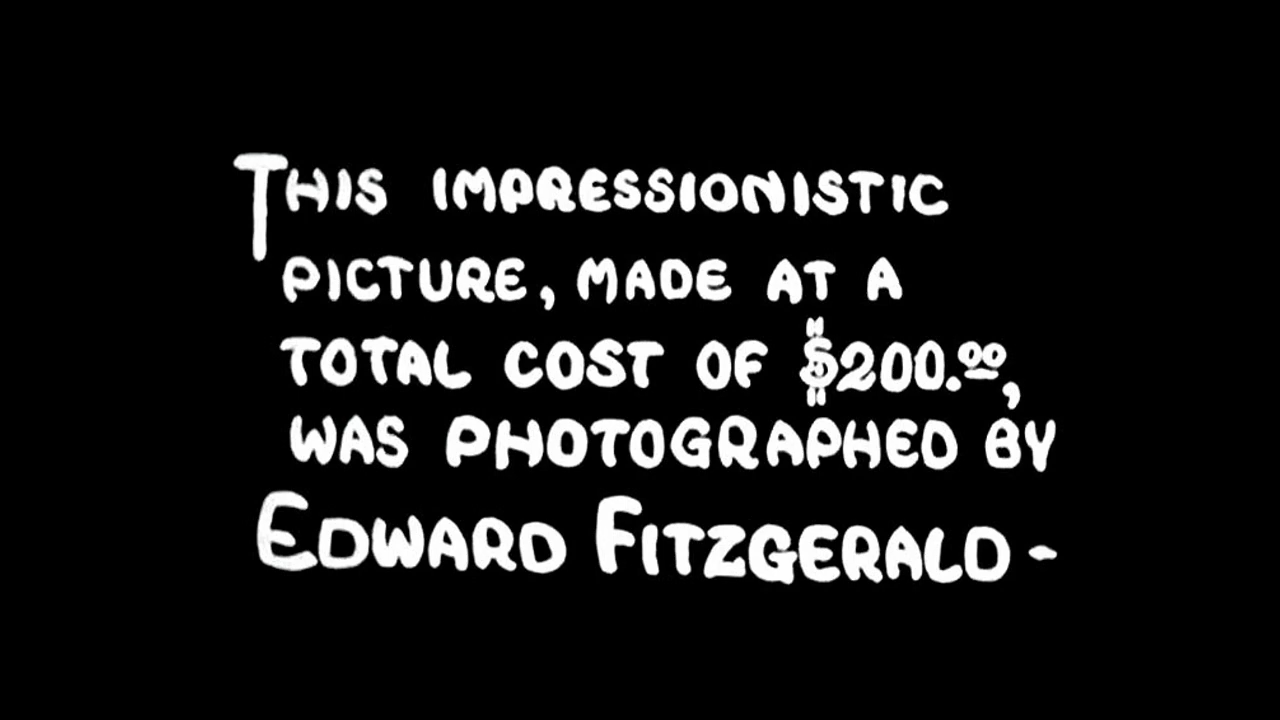 THIS IMPRESSIONISTIC
PICTURE, MADE AT A
TOTAL COST OF $200.00,
WAS PHOTOGRAPHED BY
EDWARD FITZGERALD -